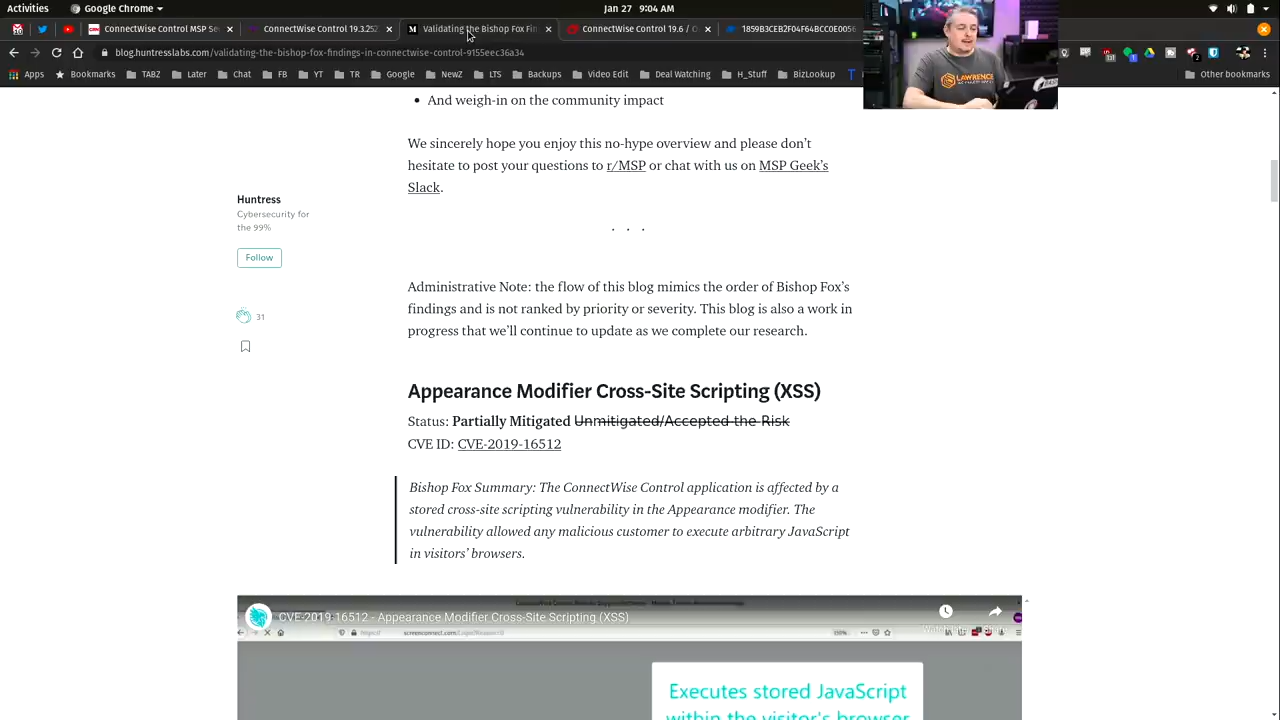 Activities
Google Chrome
Jan 27 9:04 AM
ConnectWise Control MSP
Validating the Bishop Fox Fi
ConnectWise Control 19.6 / O
1859B3CEB2F04F64BCC0E0056
blog.huntresslabs.com/validating-the-bishop-fox-findings-in-connectwise-control-9155eec36a34
Apps Bookmarks TABZ Later Chat FB YT TR Google NewZ LTS Backups Video Edit Deal Watching H_Stuff BizLookup Other bookmarks
LAWRENCE
And weigh-in on the community impact
We sincerely hope you enjoy this no-hype overview and please don't
hesitate to post your questions to r/MSP or chat with us on MSP Geek's
Slack.
Huntress
Cybersecurity for
the 99%
Follow
31
. . .
Administrative Note: the flow of this blog mimics the order of Bishop Fox's
findings and is not ranked by priority or severity. This blog is also a work in
progress that we'll continue to update as we complete our research.
Appearance Modifier Cross-Site Scripting (XSS)
Status: Partially Mitigated Unmitigated/Accepted the Risk
CVE ID: CVE-2019-16512
Bishop Fox Summary: The ConnectWise Control application is affected by a
stored cross-site scripting vulnerability in the Appearance modifier. The
vulnerability allowed any malicious customer to execute arbitrary JavaScript
in visitors' browsers.
CVE-2019-16512 - Appearance Modifier Cross-Site Scripting (XSS)
Executes stored JavaScript
within the visitor's browser